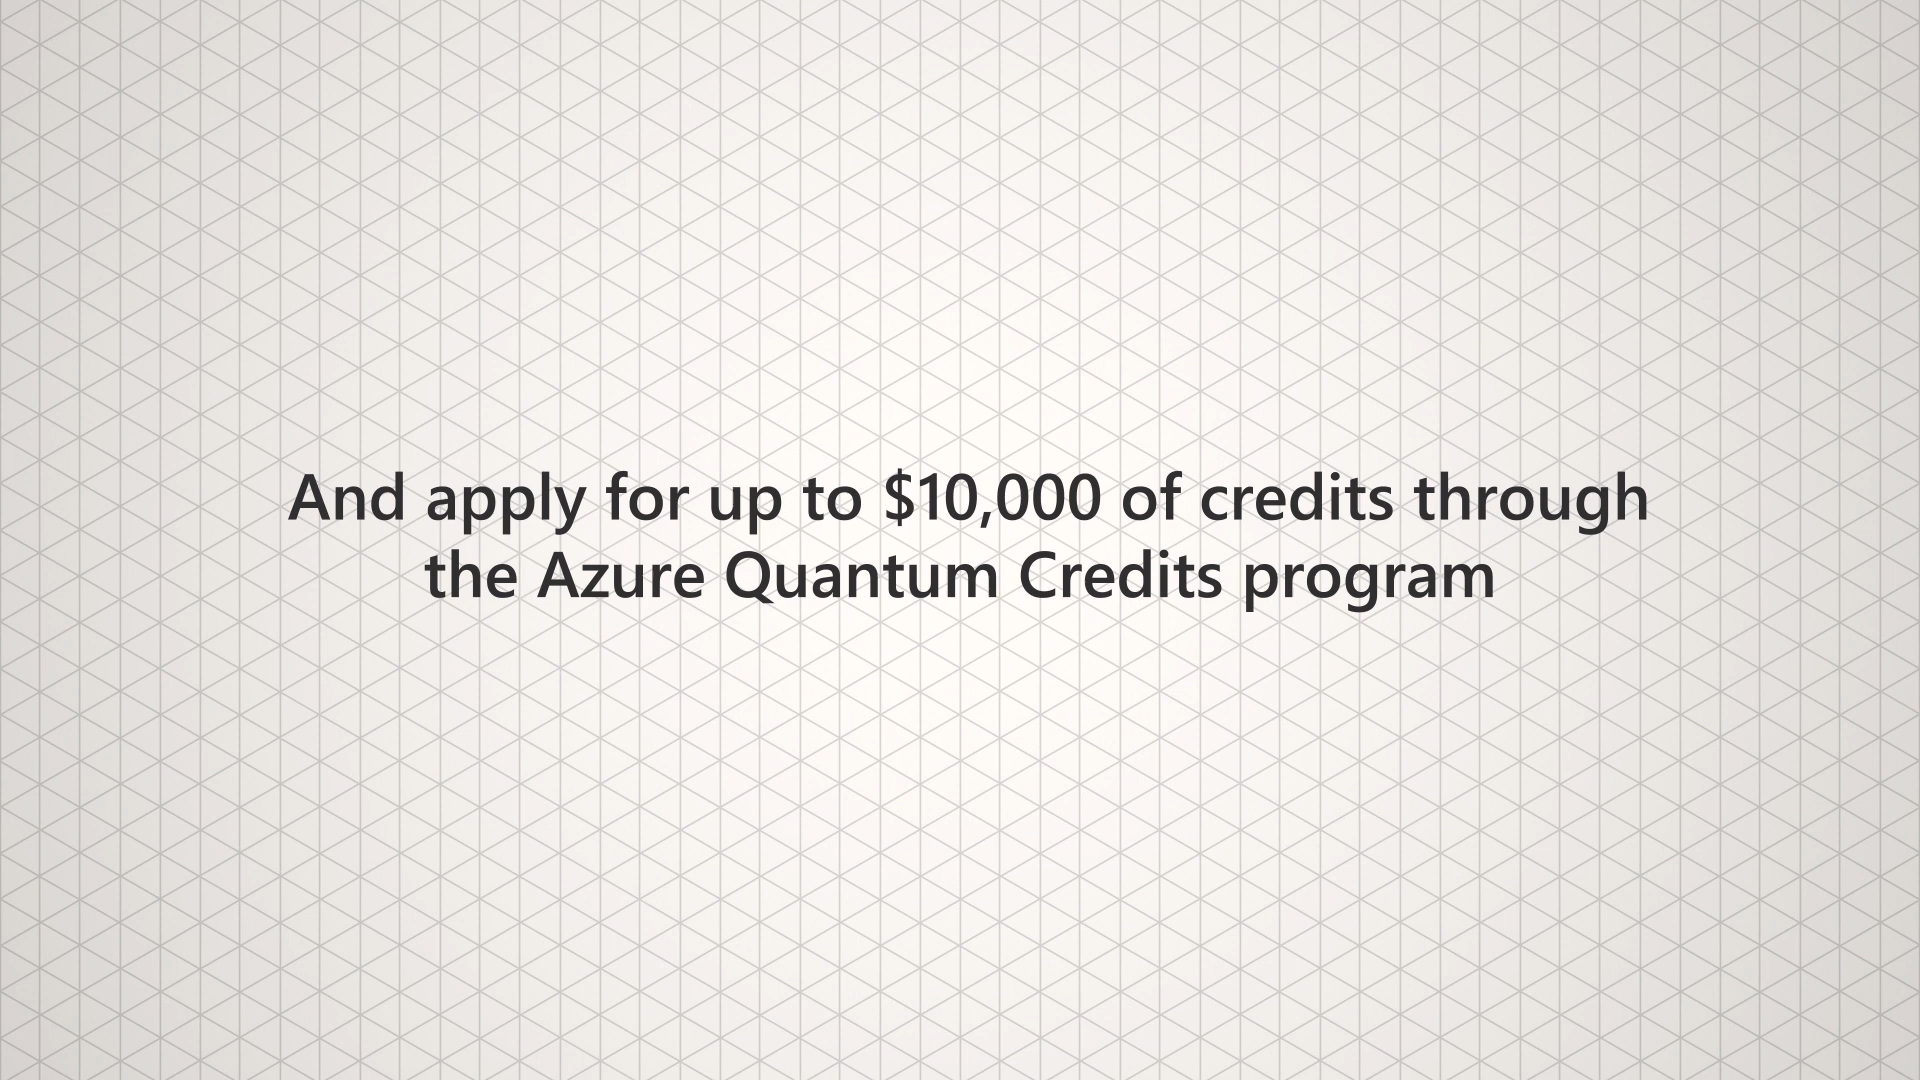 And apply for up to $10,000 of credits through
the Azure Quantum Credits program